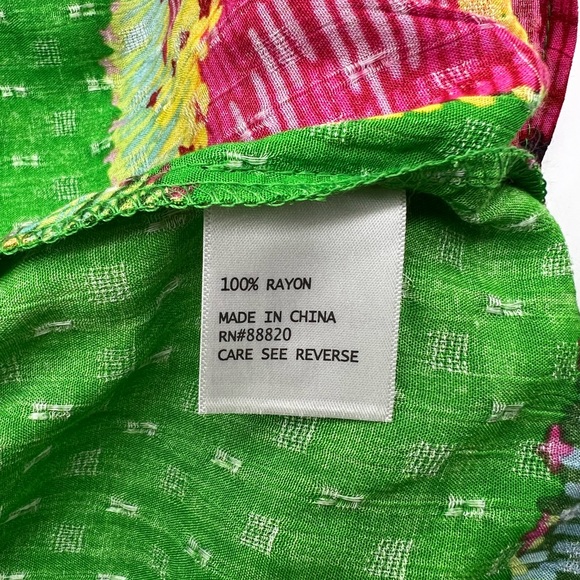 100% RAYON
MADE IN CHINA
RN#88820
CARE SEE REVERSE